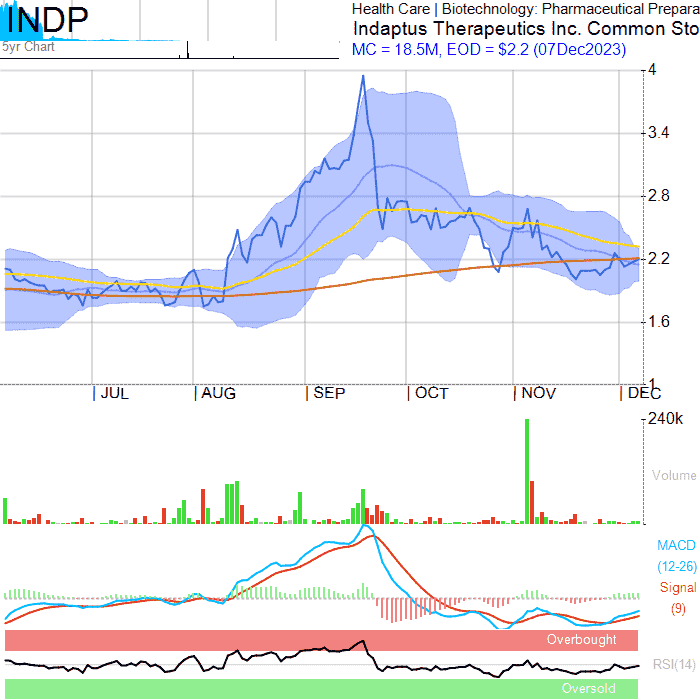 INDP
5yr Chart
Health Care | Biotechnology: Pharmaceutical Prepara
Indaptus Therapeutics Inc. Common Sto
MC = 18.5M, EOD = $2.2 (07Dec2023)
4
3.4
2.8
2.2
1.6
1
JUL AUG SEP OCT NOV DEC
240k
Volume
MACD
(12-26)
Signal
(9)
Overbought
RSI(14)
Oversold